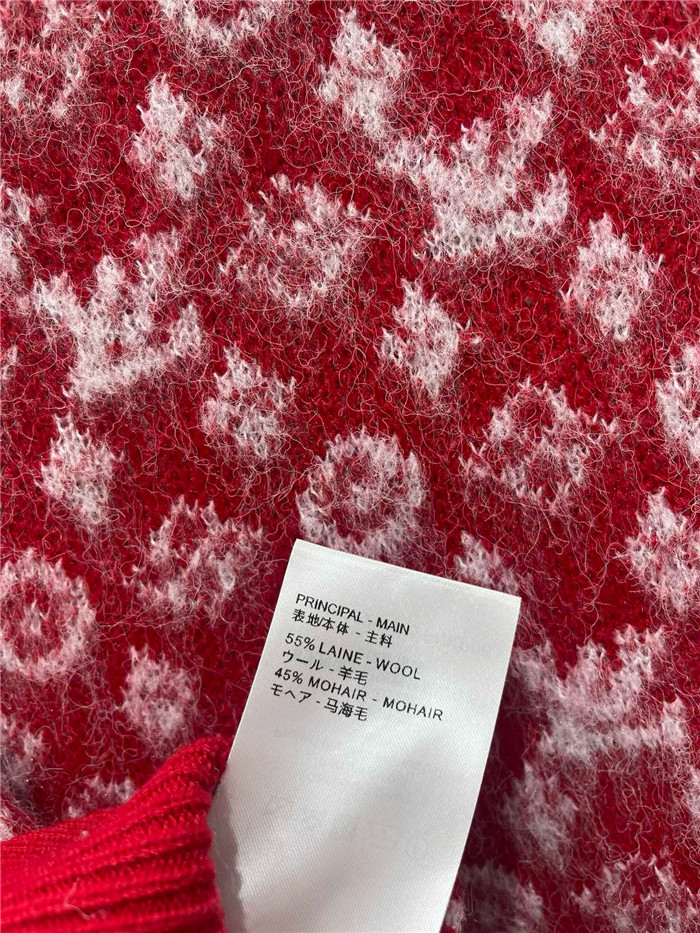 PRINCIPAL - MAIN
表地/本体 - 主料
55% LAINE - WOOL
ウール - 羊毛
45% MOHAIR - MOHAIR
モヘア - 马海毛